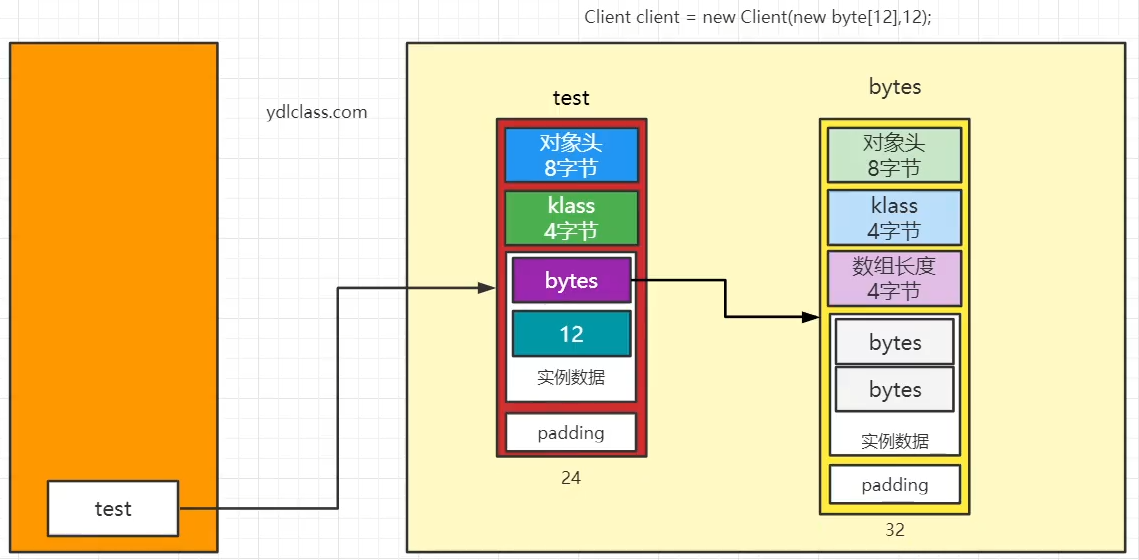 Client client = new Client(new byte[12],12);
ydlclass.com
test
test
对象头
8字节
klass
4字节
bytes
12
实例数据
padding
24
bytes
对象头
8字节
klass
4字节
数组长度
4字节
bytes
bytes
实例数据
padding
32